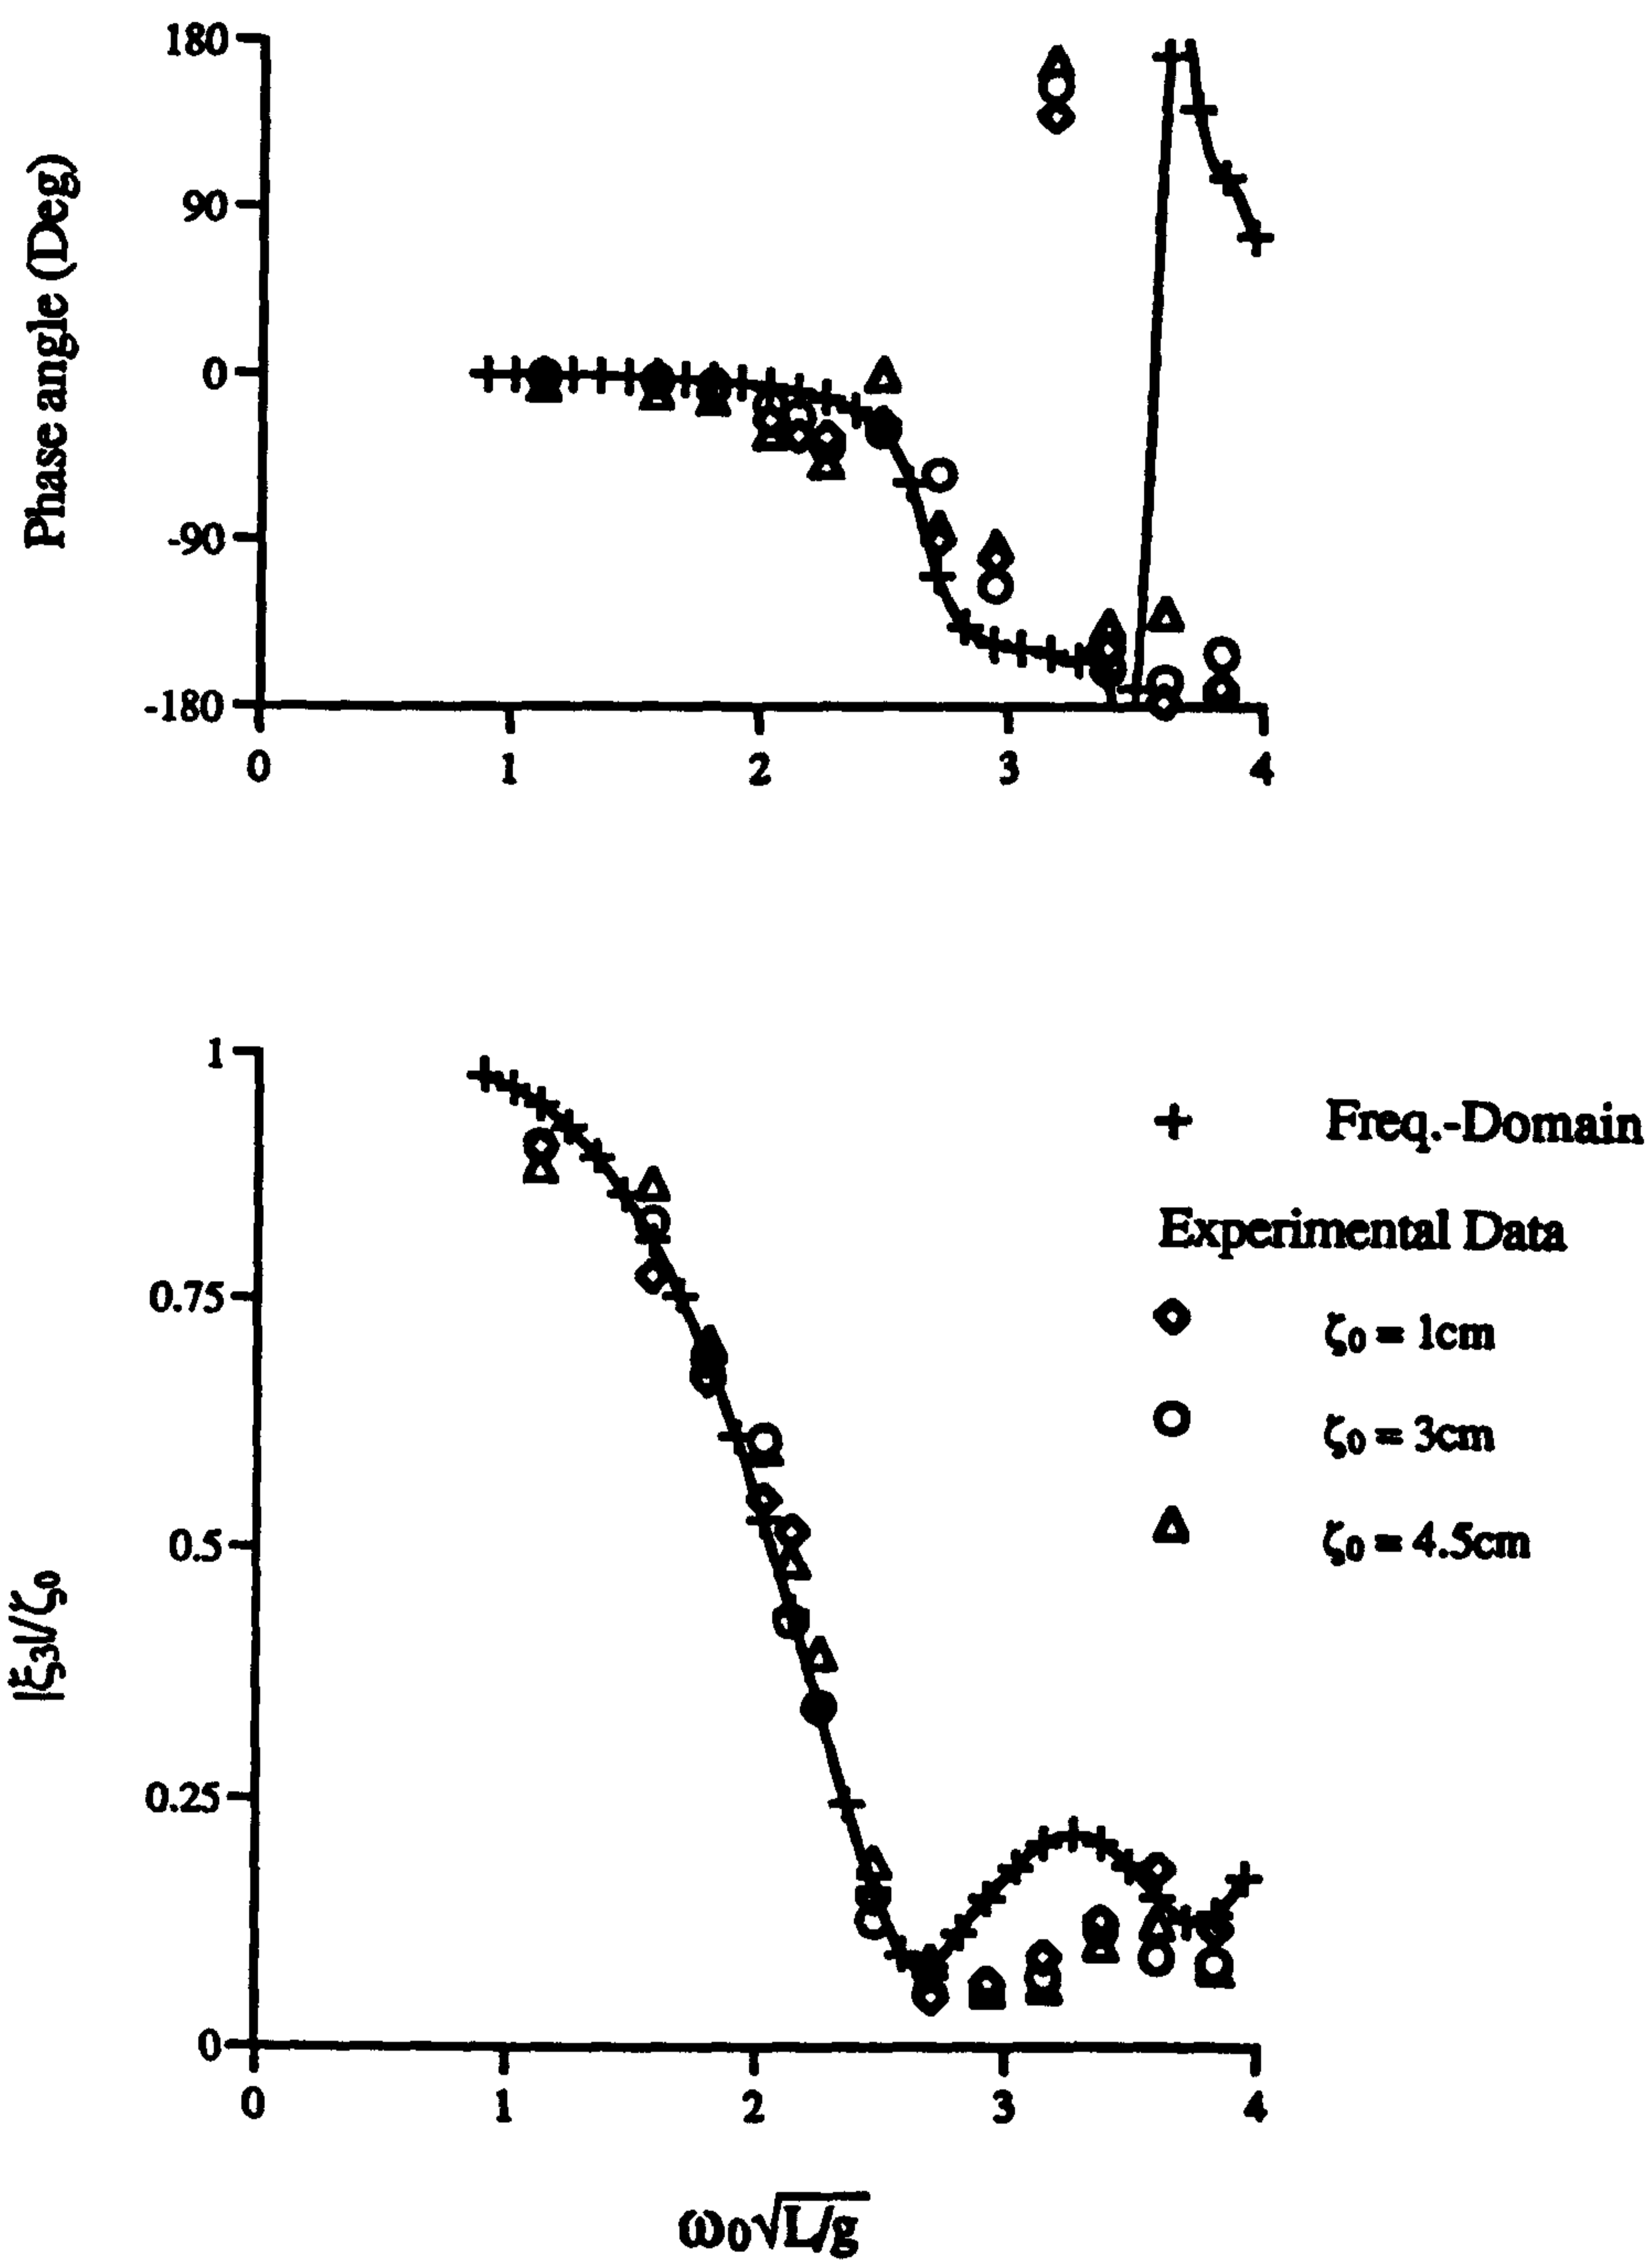 180
90
0
-90
-180
Phase angle (Deg)
0 1 2 3 4
1
0.75
0.5
0.25
0
|ξ3|/ζ0
0 1 2 3 4
ω0√L/g
+ Freq.-Domain
Experimental Data
ζ0 = 1cm
ζ0 = 3cm
ζ0 = 4.5cm